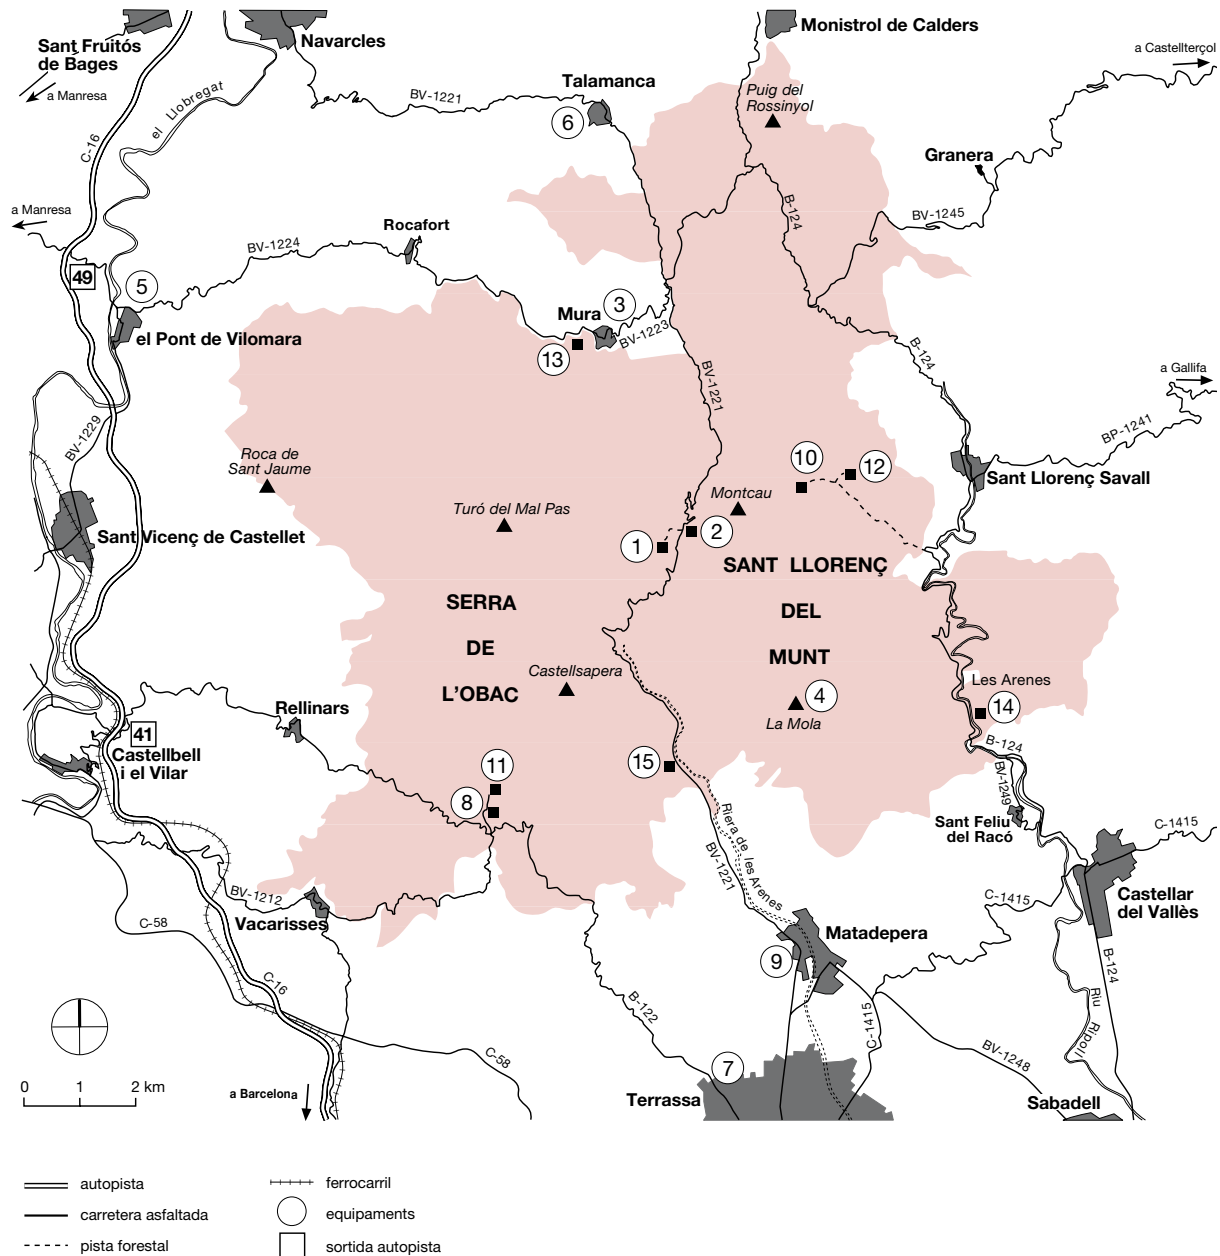 Sant Fruitós
de Bages
a Manresa
Navarcles
Monistrol de Calders
a Castellterçol
el Llobregat
C-16
BV-1221
Talamanca
6
Puig del
Rossinyol
Granera
a Manresa
Rocafort
BV-1224
B-124
BV-1245
49
5
el Pont de Vilomara
Mura
3
BV-1223
13
BV-1221
B-124
a Gallifa
BP-1241
BV-1229
Roca de
Sant Jaume
10
12
Sant Llorenç Savall
Montcau
Turó del Mal Pas
Sant Vicenç de Castellet
1
2
SANT LLORENÇ
DEL
MUNT
SERRA
DE
L'OBAC
Castellsapera
4
La Mola
Les Arenes
14
Rellinars
41
Castellbell
i el Vilar
B-124
BV-1249
15
11
8
Sant Feliu
del Racó
C-1415
Riera de les Arenes
BV-1221
BV-1212
Vacarisses
C-58
C-1415
Castellar
del Vallès
Matadepera
9
B-124
C-16
B-122
Riu Ripoll
C-1415
BV-1248
C-58
7
Terrassa
Sabadell
0 1 2 km
a Barcelona
autopista
carretera asfaltada
pista forestal
ferrocarril
equipaments
sortida autopista